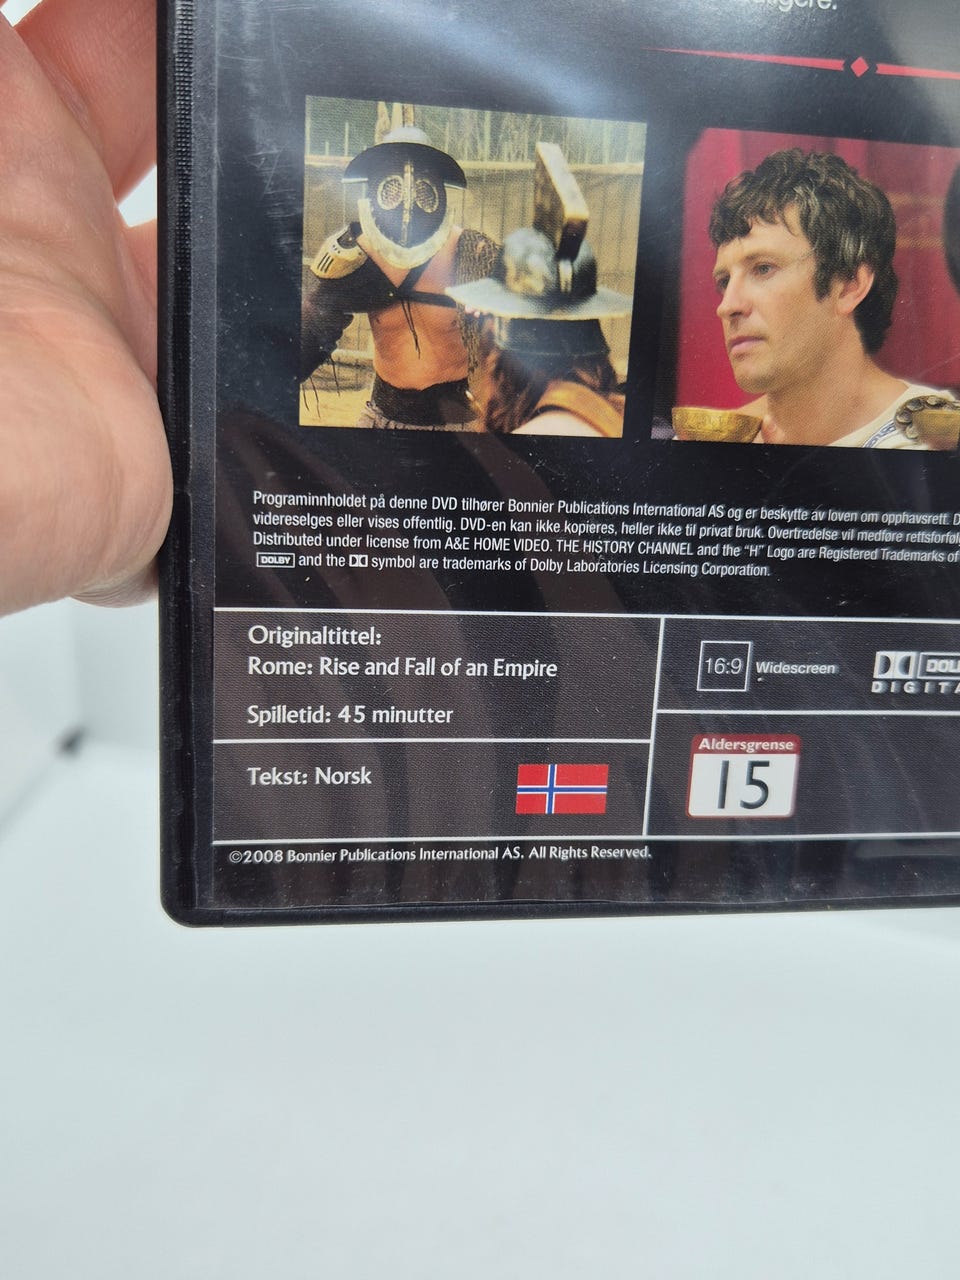 Programinnholdet på denne DVD tilhører Bonnier Publications International AS og er beskytte av loven om opphavsrett. D
videreselges eller vises offentlig. DVD-en kan ikke kopieres, heller ikke til privat bruk. Overtredelse vil medføre rettsforføl
Distributed under license from A&E HOME VIDEO. THE HISTORY CHANNEL and the “H” Logo are Registered Trademarks of
DOLBY and the symbol are trademarks of Dolby Laboratories Licensing Corporation.
Originaltittel:
Rome: Rise and Fall of an Empire
Spilletid: 45 minutter
16:9 Widescreen
DIGITA
Tekst: Norsk
Aldersgrense
15
©2008 Bonnier Publications International AS. All Rights Reserved.